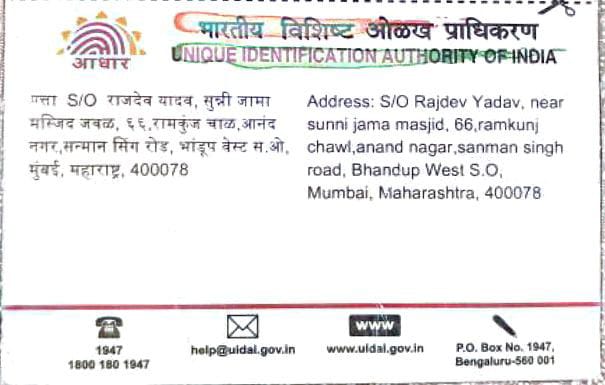 भारतीय विशिष्ट ओळख प्राधिकरण
UNIQUE IDENTIFICATION AUTHORITY OF INDIA
आधार
पत्ता S/O राजदेव यादव, सुन्नी जामा
मस्जिद जवळ, ६६,रामकुंज चाळ,आनंद
नगर,सन्मान सिंग रोड, भांडूप वेस्ट स.ओ,
मुंबई, महाराष्ट्र, 400078
Address: S/O Rajdev Yadav, near
sunni jama masjid, 66,ramkunj
chawl,anand nagar,sanman singh
road, Bhandup West S.O,
Mumbai, Maharashtra, 400078
1947
1800 180 1947
help@uidai.gov.in
www
www.uidai.gov.in
P.O. Box No. 1947,
Bengaluru-560 001